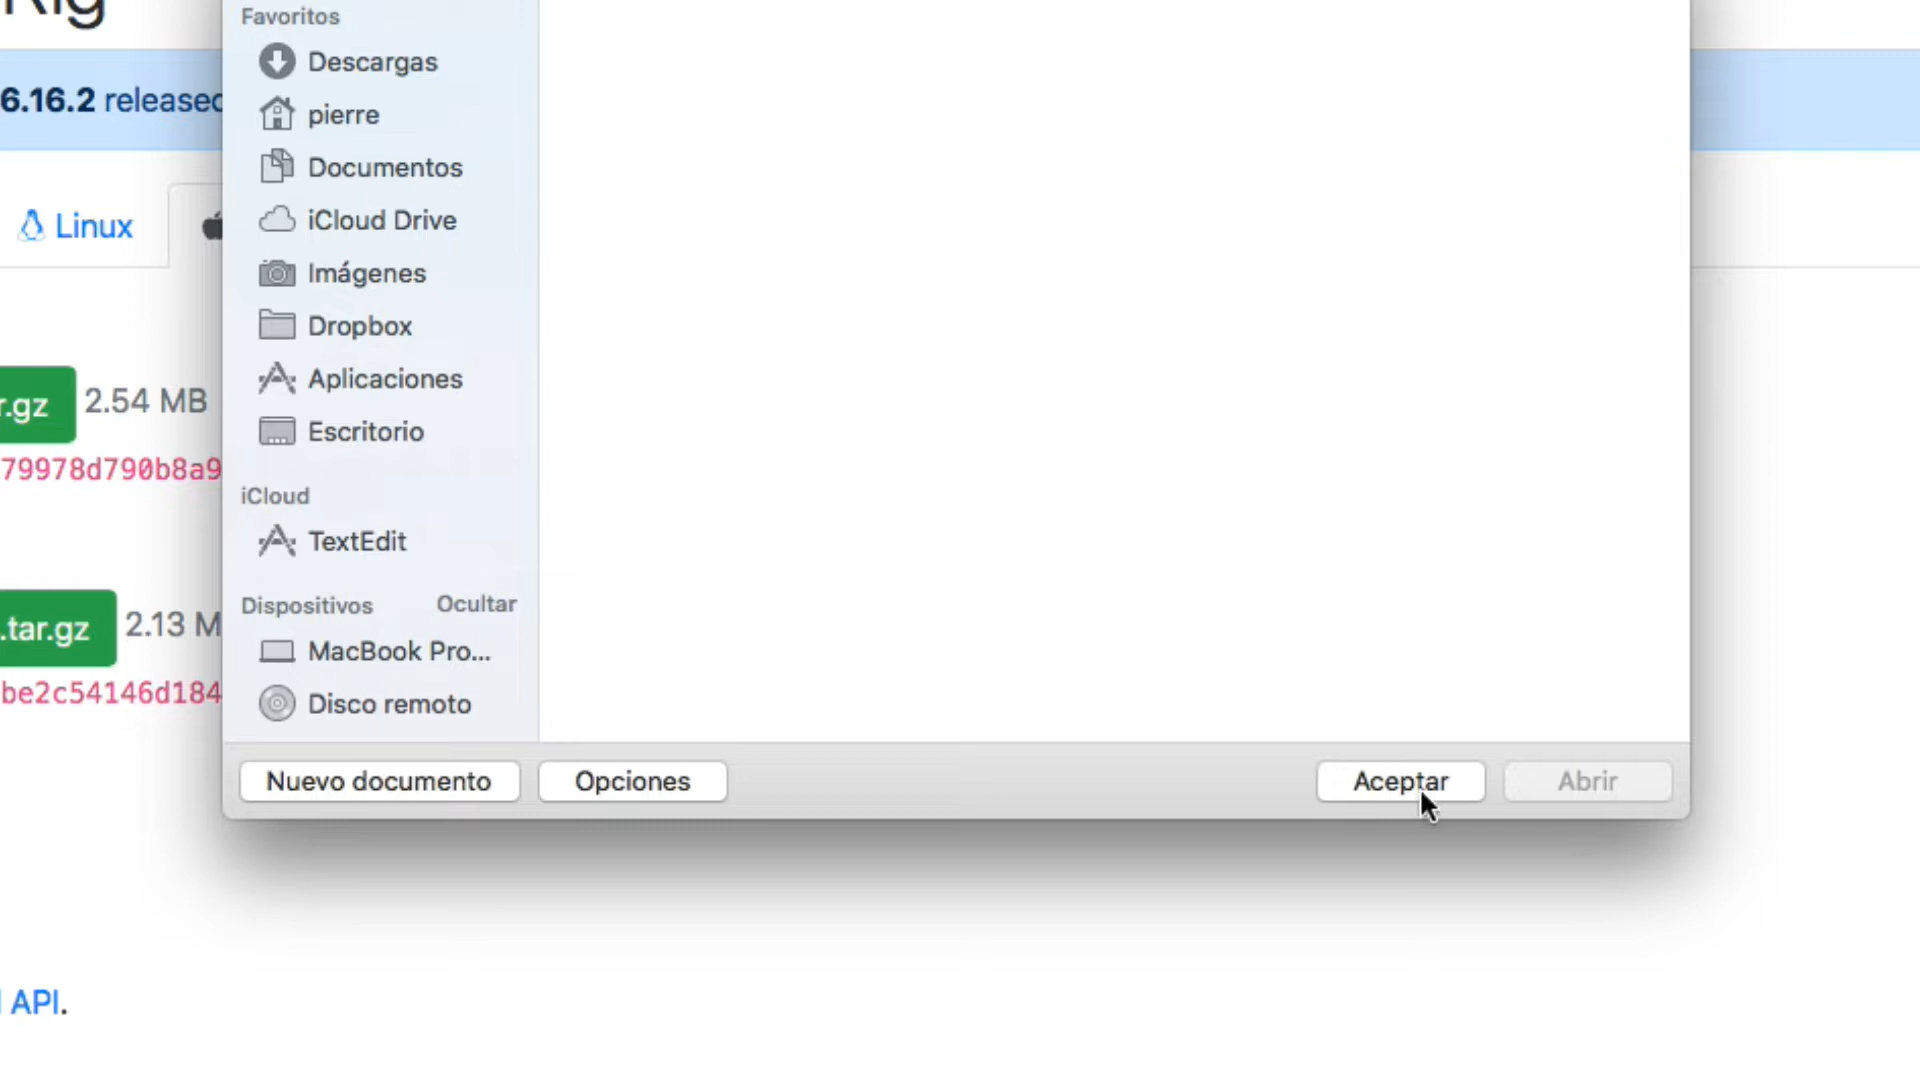 Rig
Favoritos
Descargas
6.16.2 released
pierre
Documentos
Linux
iCloud Drive
Imágenes
Dropbox
Aplicaciones
r.gz
2.54 MB
Escritorio
79978d790b8a9
iCloud
TextEdit
Dispositivos
Ocultar
.tar.gz
2.13 M
MacBook Pro...
be2c54146d184
Disco remoto
Nuevo documento
Opciones
Aceptar
Abrir
API.